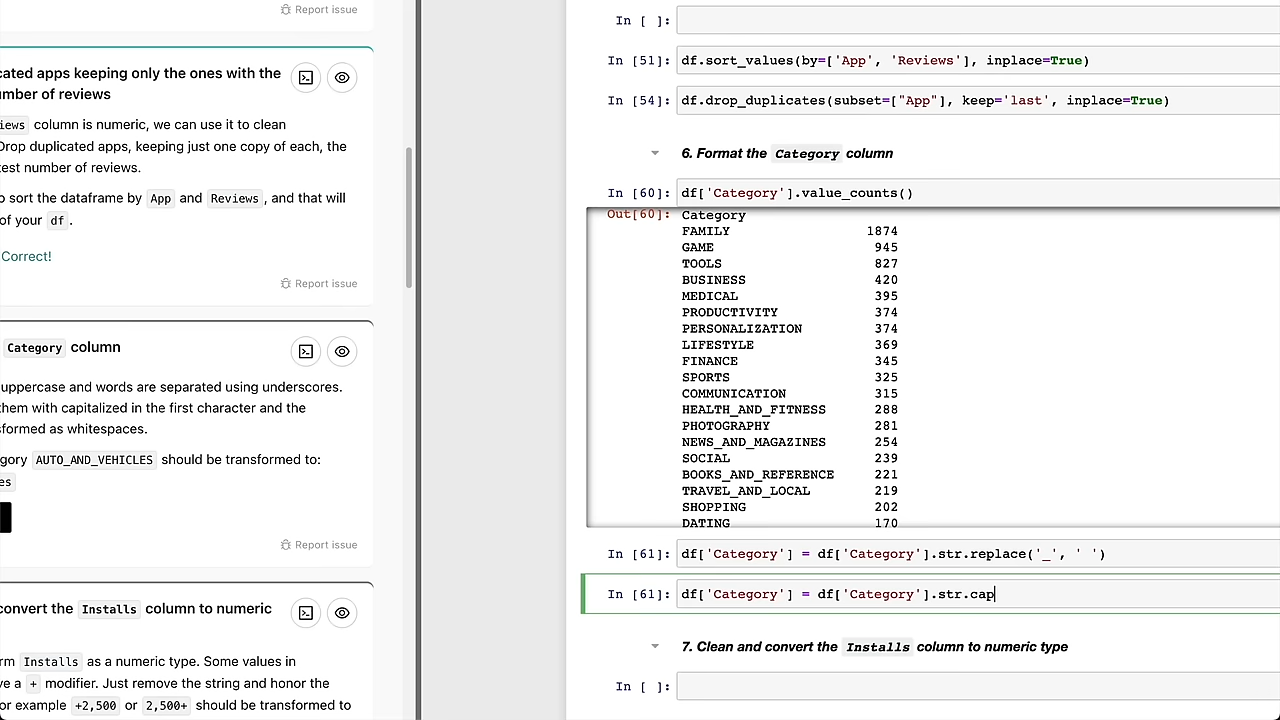 Report issue
cated apps keeping only the ones with the
mber of reviews
iews column is numeric, we can use it to clean
Drop duplicated apps, keeping just one copy of each, the
test number of reviews.
o sort the dataframe by App and Reviews, and that will
of your df.
Correct!
Report issue
Category column
uppercase and words are separated using underscores.
them with capitalized in the first character and the
sformed as whitespaces.
gory AUTO_AND_VEHICLES should be transformed to:
es
Report issue
convert the Installs column to numeric
rm Installs as a numeric type. Some values in
ve a + modifier. Just remove the string and honor the
or example +2,500 or 2,500+ should be transformed to
In [ ]:
In [51]: df.sort_values(by=['App', 'Reviews'], inplace=True)
In [54]: df.drop_duplicates(subset=["App"], keep='last', inplace=True)
6. Format the Category column
In [60]: df['Category'].value_counts()
Out[60]: Category
FAMILY 1874
GAME 945
TOOLS 827
BUSINESS 420
MEDICAL 395
PRODUCTIVITY 374
PERSONALIZATION 374
LIFESTYLE 369
FINANCE 345
SPORTS 325
COMMUNICATION 315
HEALTH_AND_FITNESS 288
PHOTOGRAPHY 281
NEWS_AND_MAGAZINES 254
SOCIAL 239
BOOKS_AND_REFERENCE 221
TRAVEL_AND_LOCAL 219
SHOPPING 202
DATING 170
In [61]: df['Category'] = df['Category'].str.replace('_', ' ')
In [61]: df['Category'] = df['Category'].str.cap
7. Clean and convert the Installs column to numeric type
In [ ]: